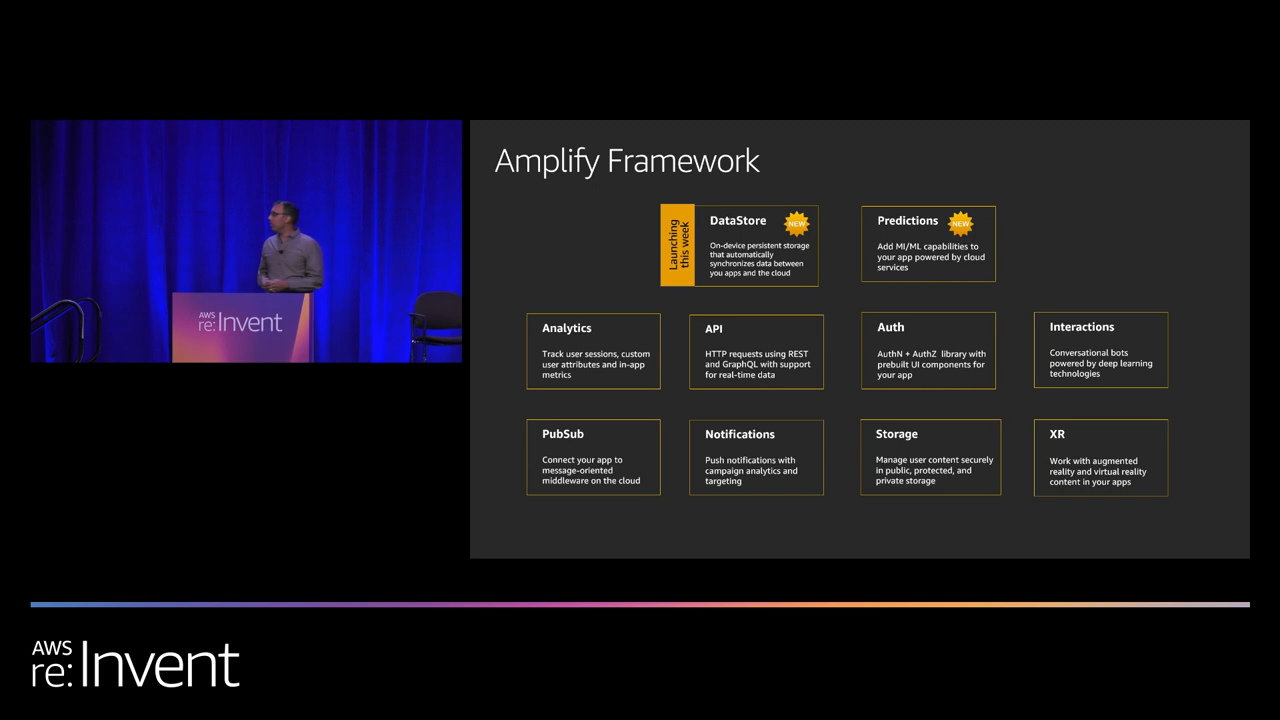 AWS
re:Invent
Amplify Framework
Launching
this week
DataStore
NEW
On-device persistent storage
that automatically
synchronizes data between
you apps and the cloud
Predictions
NEW
Add MI/ML capabilities to
your app powered by cloud
services
Analytics
Track user sessions, custom
user attributes and in-app
metrics
API
HTTP requests using REST
and GraphQL with support
for real-time data
Auth
AuthN + AuthZ library with
prebuilt UI components for
your app
Interactions
Conversational bots
powered by deep learning
technologies
PubSub
Connect your app to
message-oriented
middleware on the cloud
Notifications
Push notifications with
campaign analytics and
targeting
Storage
Manage user content securely
in public, protected, and
private storage
XR
Work with augmented
reality and virtual reality
content in your apps
AWS
re:Invent